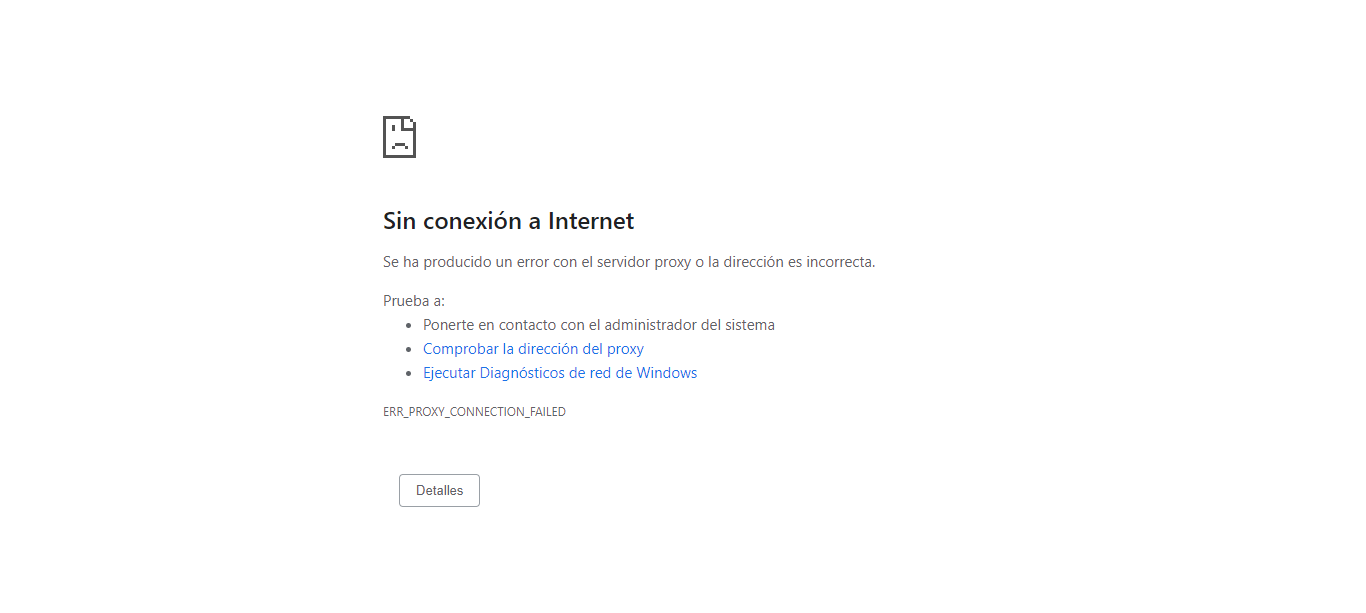 Sin conexión a Internet
Se ha producido un error con el servidor proxy o la dirección es incorrecta.
Prueba a:
Ponerte en contacto con el administrador del sistema
Comprobar la dirección del proxy
Ejecutar Diagnósticos de red de Windows
ERR_PROXY_CONNECTION_FAILED
Detalles